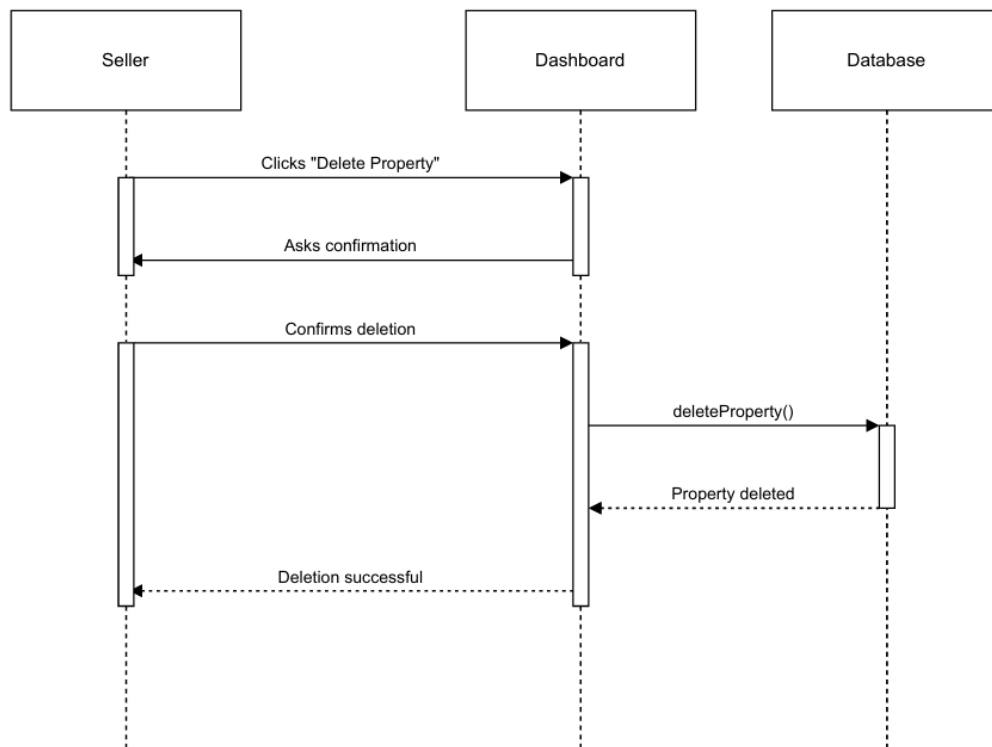 Seller
Dashboard
Database
Clicks "Delete Property"
Asks confirmation
Confirms deletion
deleteProperty()
Property deleted
Deletion successful